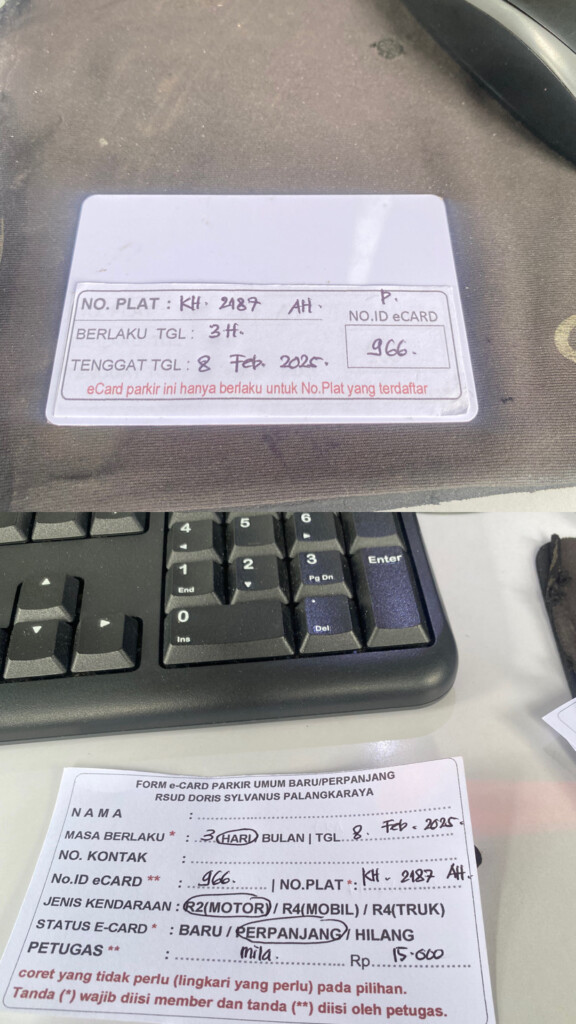 NO. PLAT : KH. 2187 AH.
P.
NO.ID eCARD
BERLAKU TGL : 3 H.
966.
TENGGAT TGL : 8 Feb. 2025.
eCard parkir ini hanya berlaku untuk No.Plat yang terdaftar
4 5 6
1 End 2 3 Pg Dn Enter
0 Ins . Del
FORM e-CARD PARKIR UMUM BARU/PERPANJANG
RSUD DORIS SYLVANUS PALANGKARAYA
N A M A :
MASA BERLAKU * : 3 HARI BULAN | TGL. 8. Feb. 2025.
NO. KONTAK :
No.ID eCARD ** : 966. | NO.PLAT *: KH - 2187 AH.
JENIS KENDARAAN : R2(MOTOR) / R4(MOBIL) / R4(TRUK)
STATUS E-CARD * : BARU / PERPANJANG / HILANG
PETUGAS ** : mila. Rp. 15.000
coret yang tidak perlu (lingkari yang perlu) pada pilihan.
Tanda (*) wajib diisi member dan tanda (**) diisi oleh petugas.